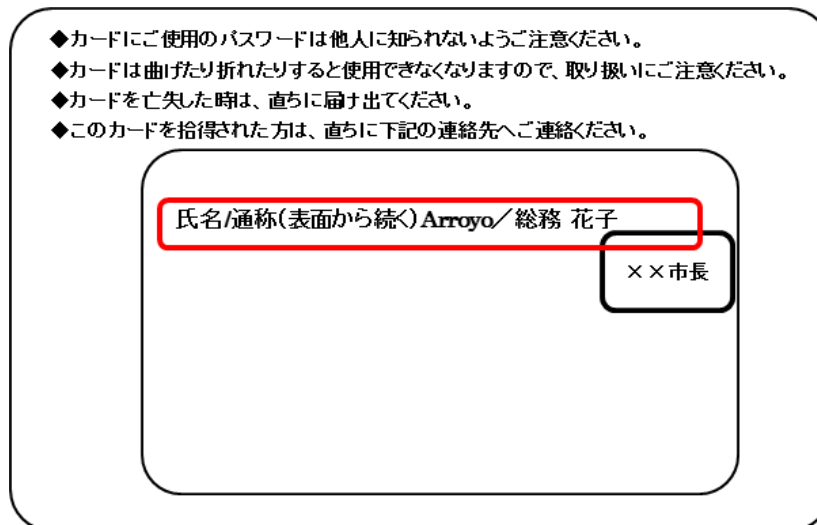 ◆カードにご使用のパスワードは他人に知られないようご注意ください。
◆カードは曲げたり折れたりすると使用できなくなりますので、取り扱いにご注意ください。
◆カードを亡失した時は、直ちに届け出てください。
◆このカードを拾得された方は、直ちに下記の連絡先へご連絡ください。
氏名/通称(表面から続く)Arroyo／総務 花子
××市長